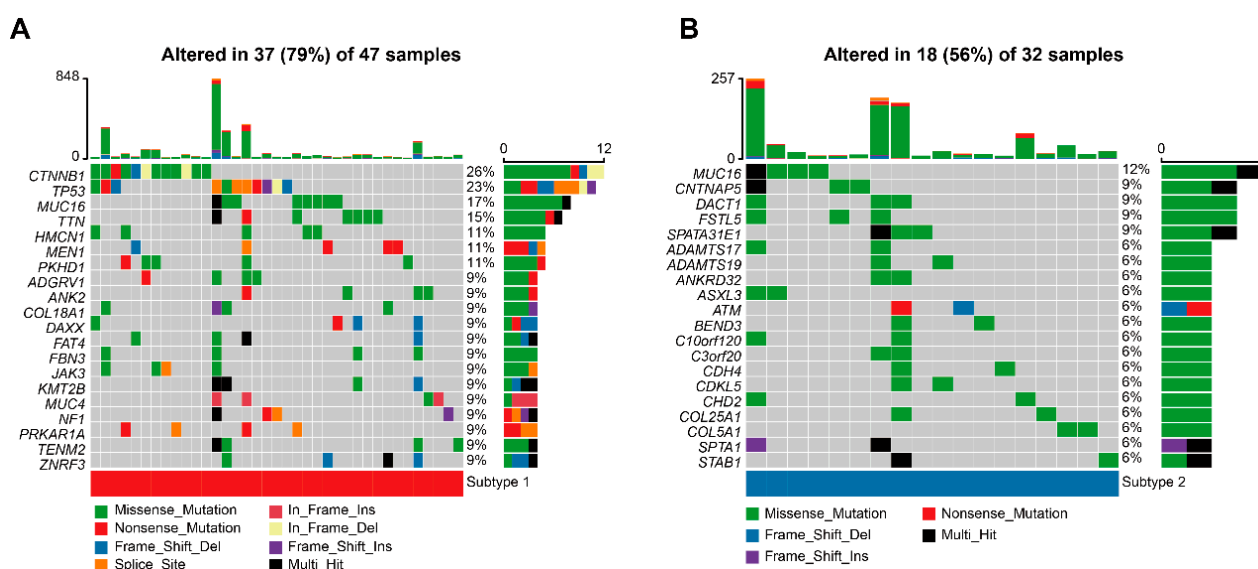 A
Altered in 37 (79%) of 47 samples
848
0
0 12
CTNNB1 26%
TP53 23%
MUC16 17%
TTN 15%
HMCN1 11%
MEN1 11%
PKHD1 11%
ADGRV1 9%
ANK2 9%
COL18A1 9%
DAXX 9%
FAT4 9%
FBN3 9%
JAK3 9%
KMT2B 9%
MUC4 9%
NF1 9%
PRKAR1A 9%
TENM2 9%
ZNRF3 9%
Subtype 1
Missense_Mutation In_Frame_Ins
Nonsense_Mutation In_Frame_Del
Frame_Shift_Del Frame_Shift_Ins
Splice_Site Multi_Hit
B
Altered in 18 (56%) of 32 samples
257
0
0
MUC16 12%
CNTNAP5 9%
DACT1 9%
FSTL5 9%
SPATA31E1 9%
ADAMTS17 6%
ADAMTS19 6%
ANKRD32 6%
ASXL3 6%
ATM 6%
BEND3 6%
C10orf120 6%
C3orf20 6%
CDH4 6%
CDKL5 6%
CHD2 6%
COL25A1 6%
COL5A1 6%
SPTA1 6%
STAB1 6%
Subtype 2
Missense_Mutation Nonsense_Mutation
Frame_Shift_Del Multi_Hit
Frame_Shift_Ins